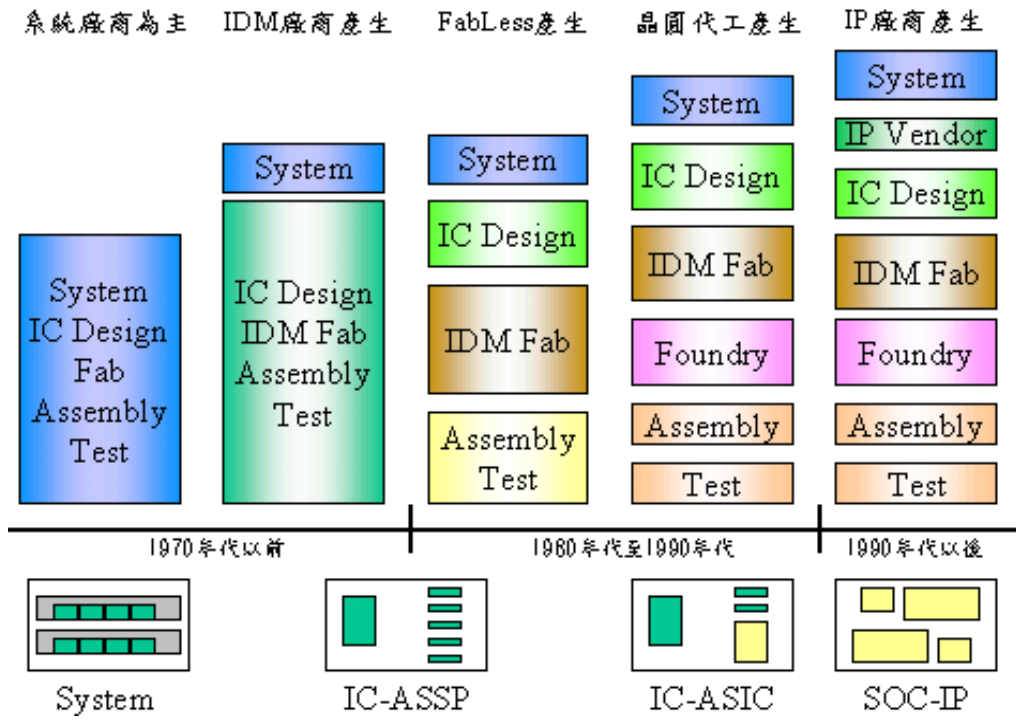 系統廠商為主
IDM廠商產生
FabLess產生
晶圓代工產生
IP廠商產生
System
IC Design
Fab
Assembly
Test
System
IC Design
IDM Fab
Assembly
Test
System
IC Design
IDM Fab
Assembly
Test
System
IC Design
IDM Fab
Foundry
Assembly
Test
System
IP Vendor
IC Design
IDM Fab
Foundry
Assembly
Test
1970年代以前
1980年代至1990年代
1990年代以後
System
IC-ASSP
IC-ASIC
SOC-IP